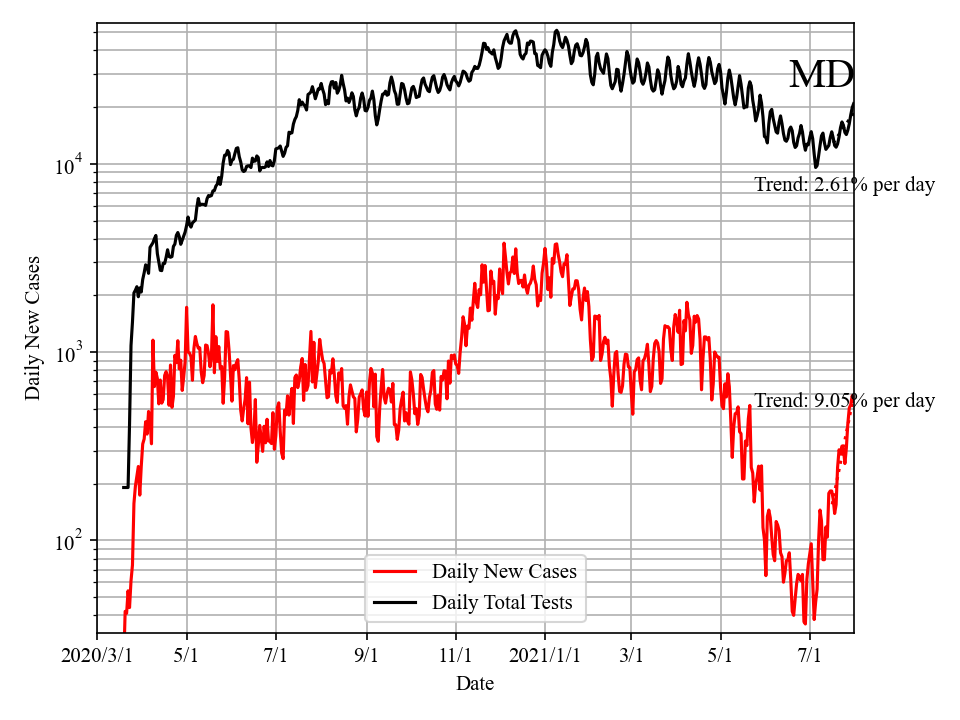 MD
10^4
Trend: 2.61% per day
Daily New Cases
10^3
Trend: 9.05% per day
10^2
Daily New Cases
Daily Total Tests
2020/3/1 5/1 7/1 9/1 11/1 2021/1/1 3/1 5/1 7/1
Date